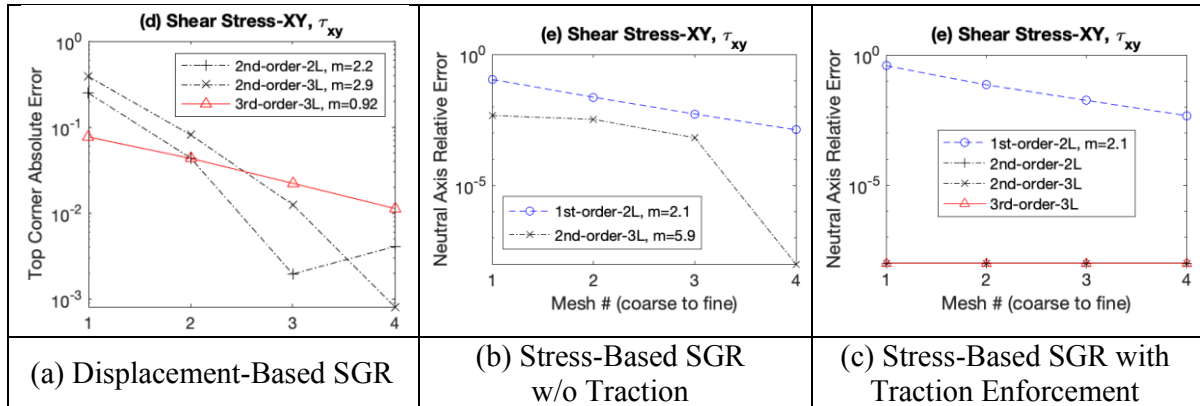 (d) Shear Stress-XY, τxy
Top Corner Absolute Error
10^0
10^-1
10^-2
10^-3
2nd-order-2L, m=2.2
2nd-order-3L, m=2.9
3rd-order-3L, m=0.92
1 2 3 4
(e) Shear Stress-XY, τxy
Neutral Axis Relative Error
10^0
10^-5
1st-order-2L, m=2.1
2nd-order-3L, m=5.9
1 2 3 4
Mesh # (coarse to fine)
(e) Shear Stress-XY, τxy
Neutral Axis Relative Error
10^0
10^-5
1st-order-2L, m=2.1
2nd-order-2L
2nd-order-3L
3rd-order-3L
1 2 3 4
Mesh # (coarse to fine)
(a) Displacement-Based SGR
(b) Stress-Based SGR
w/o Traction
(c) Stress-Based SGR with
Traction Enforcement